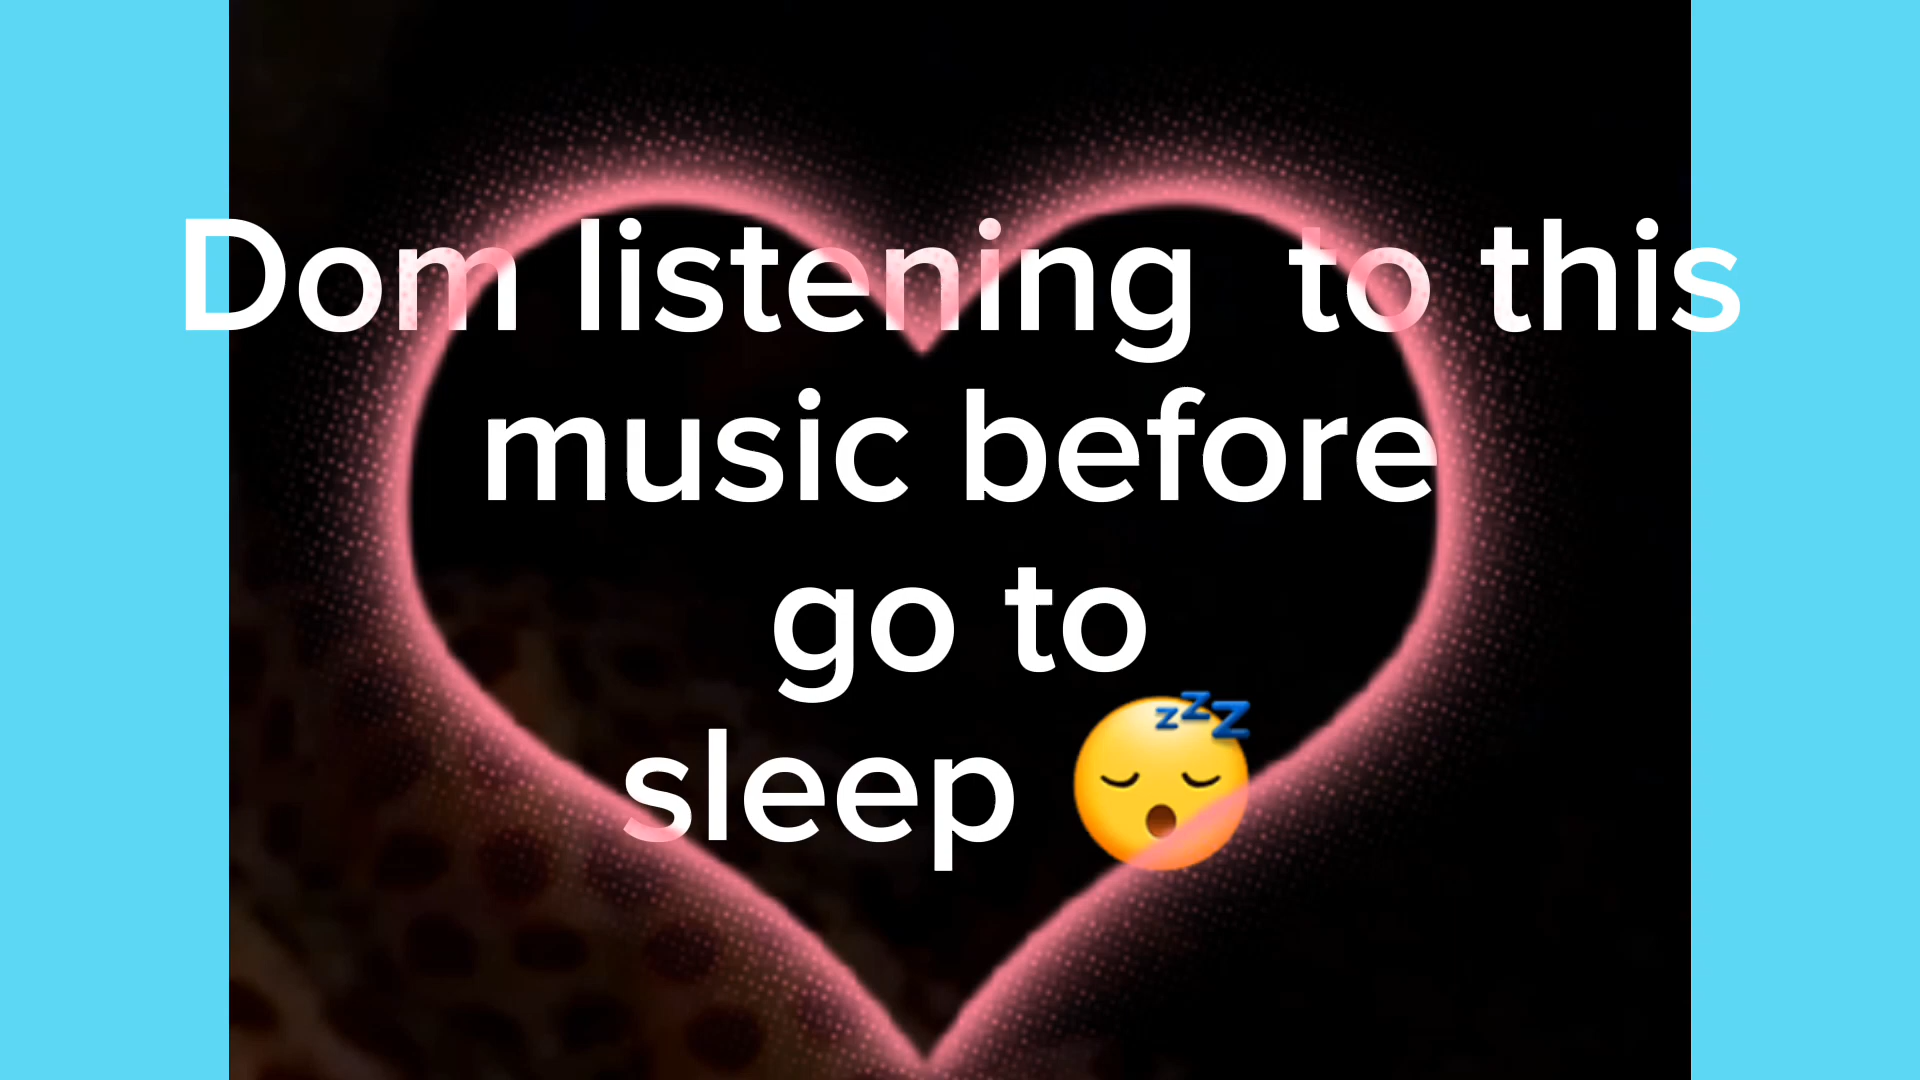 Dom listening  to this
music before
go to
sleep 😴